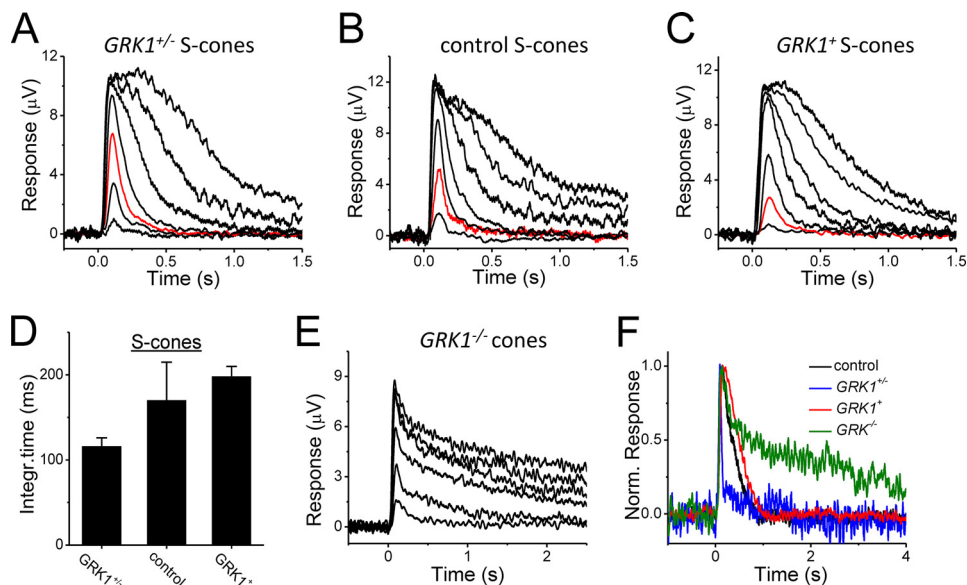 A
GRK1+/- S-cones
Response (µV)
12
8
4
0
0.0 0.5 1.0 1.5
Time (s)
B
control S-cones
Response (µV)
12
8
4
0
0.0 0.5 1.0 1.5
Time (s)
C
GRK1+ S-cones
Response (µV)
12
8
4
0
0.0 0.5 1.0 1.5
Time (s)
D
S-cones
Integr.time (ms)
200
100
0
GRK1+/-
control
GRK1+
E
GRK1-/- cones
Response (µV)
9
6
3
0
0 1 2
Time (s)
F
Norm. Response
1.0
0.5
0.0
control
GRK1+/-
GRK1+
GRK-/-
0 2 4
Time (s)